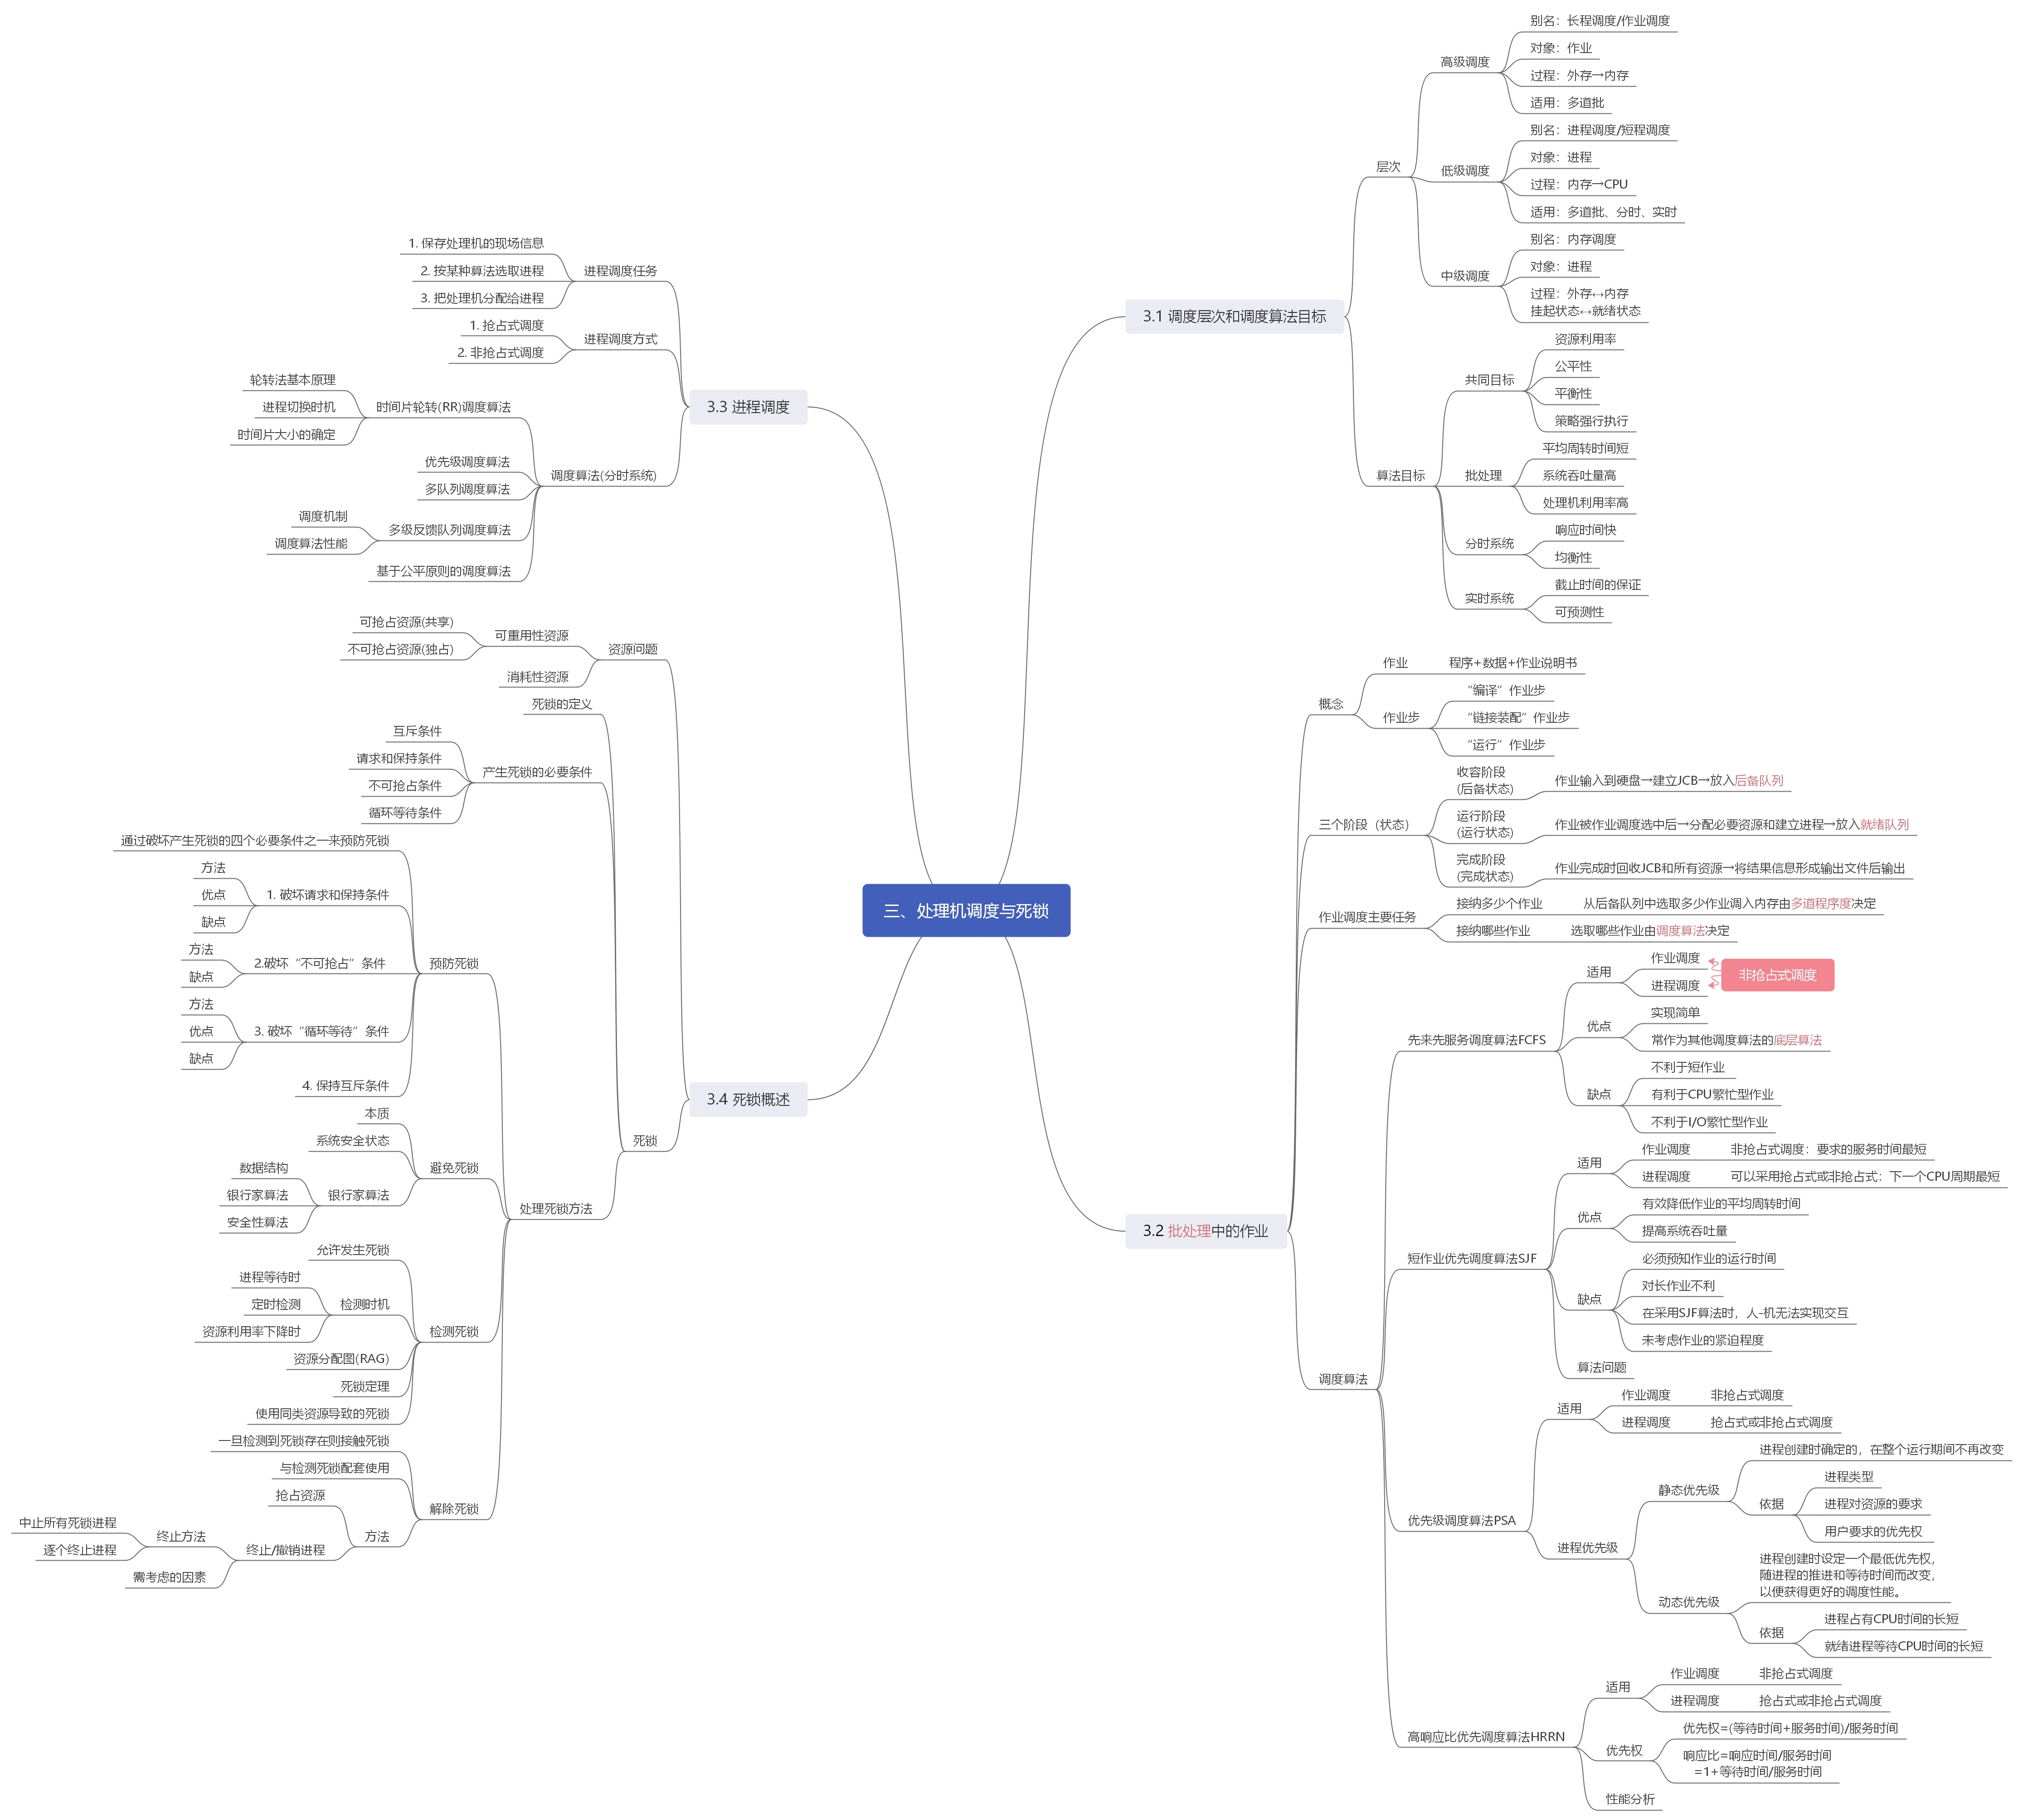 三、处理机调度与死锁
3.1 调度层次和调度算法目标
层次
高级调度
别名：长程调度/作业调度
对象：作业
过程：外存→内存
适用：多道批
低级调度
别名：进程调度/短程调度
对象：进程
过程：内存→CPU
适用：多道批、分时、实时
中级调度
别名：内存调度
对象：进程
过程：外存↔内存
挂起状态↔就绪状态
算法目标
共同目标
资源利用率
公平性
平衡性
策略强行执行
批处理
平均周转时间短
系统吞吐量高
处理机利用率高
分时系统
响应时间快
均衡性
实时系统
截止时间的保证
可预测性
3.2 批处理中的作业
概念
作业
程序+数据+作业说明书
作业步
“编译”作业步
“链接装配”作业步
“运行”作业步
三个阶段（状态）
收容阶段
(后备状态)
作业输入到硬盘→建立JCB→放入后备队列
运行阶段
(运行状态)
作业被作业调度选中后→分配必要资源和建立进程→放入就绪队列
完成阶段
(完成状态)
作业完成时回收JCB和所有资源→将结果信息形成输出文件后输出
作业调度主要任务
接纳多少个作业
从后备队列中选取多少作业调入内存由多道程序度决定
接纳哪些作业
选取哪些作业由调度算法决定
调度算法
先来先服务调度算法FCFS
适用
作业调度
进程调度
非抢占式调度
优点
实现简单
常作为其他调度算法的底层算法
缺点
不利于短作业
有利于CPU繁忙型作业
不利于I/O繁忙型作业
短作业优先调度算法SJF
适用
作业调度
非抢占式调度：要求的服务时间最短
进程调度
可以采用抢占式或非抢占式：下一个CPU周期最短
优点
有效降低作业的平均周转时间
提高系统吞吐量
缺点
必须预知作业的运行时间
对长作业不利
在采用SJF算法时，人-机无法实现交互
未考虑作业的紧迫程度
算法问题
优先级调度算法PSA
适用
作业调度
非抢占式调度
进程调度
抢占式或非抢占式调度
进程优先级
静态优先级
进程创建时确定的，在整个运行期间不再改变
依据
进程类型
进程对资源的要求
用户要求的优先权
动态优先级
进程创建时设定一个最低优先权，
随进程的推进和等待时间而改变，
以便获得更好的调度性能。
依据
进程占有CPU时间的长短
就绪进程等待CPU时间的长短
高响应比优先调度算法HRRN
适用
作业调度
非抢占式调度
进程调度
抢占式或非抢占式调度
优先权
优先权=(等待时间+服务时间)/服务时间
响应比=响应时间/服务时间
=1+等待时间/服务时间
性能分析
3.3 进程调度
进程调度任务
1. 保存处理机的现场信息
2. 按某种算法选取进程
3. 把处理机分配给进程
进程调度方式
1. 抢占式调度
2. 非抢占式调度
调度算法(分时系统)
时间片轮转(RR)调度算法
轮转法基本原理
进程切换时机
时间片大小的确定
优先级调度算法
多队列调度算法
多级反馈队列调度算法
调度机制
调度算法性能
基于公平原则的调度算法
3.4 死锁概述
资源问题
可重用性资源
可抢占资源(共享)
不可抢占资源(独占)
消耗性资源
死锁
死锁的定义
产生死锁的必要条件
互斥条件
请求和保持条件
不可抢占条件
循环等待条件
处理死锁方法
预防死锁
通过破坏产生死锁的四个必要条件之一来预防死锁
1. 破坏请求和保持条件
方法
优点
缺点
2.破坏“不可抢占”条件
方法
缺点
3. 破坏“循环等待”条件
方法
优点
缺点
4. 保持互斥条件
避免死锁
本质
系统安全状态
银行家算法
数据结构
银行家算法
安全性算法
检测死锁
允许发生死锁
检测时机
进程等待时
定时检测
资源利用率下降时
资源分配图(RAG)
死锁定理
使用同类资源导致的死锁
解除死锁
一旦检测到死锁存在则接触死锁
与检测死锁配套使用
方法
抢占资源
终止/撤销进程
终止方法
中止所有死锁进程
逐个终止进程
需考虑的因素